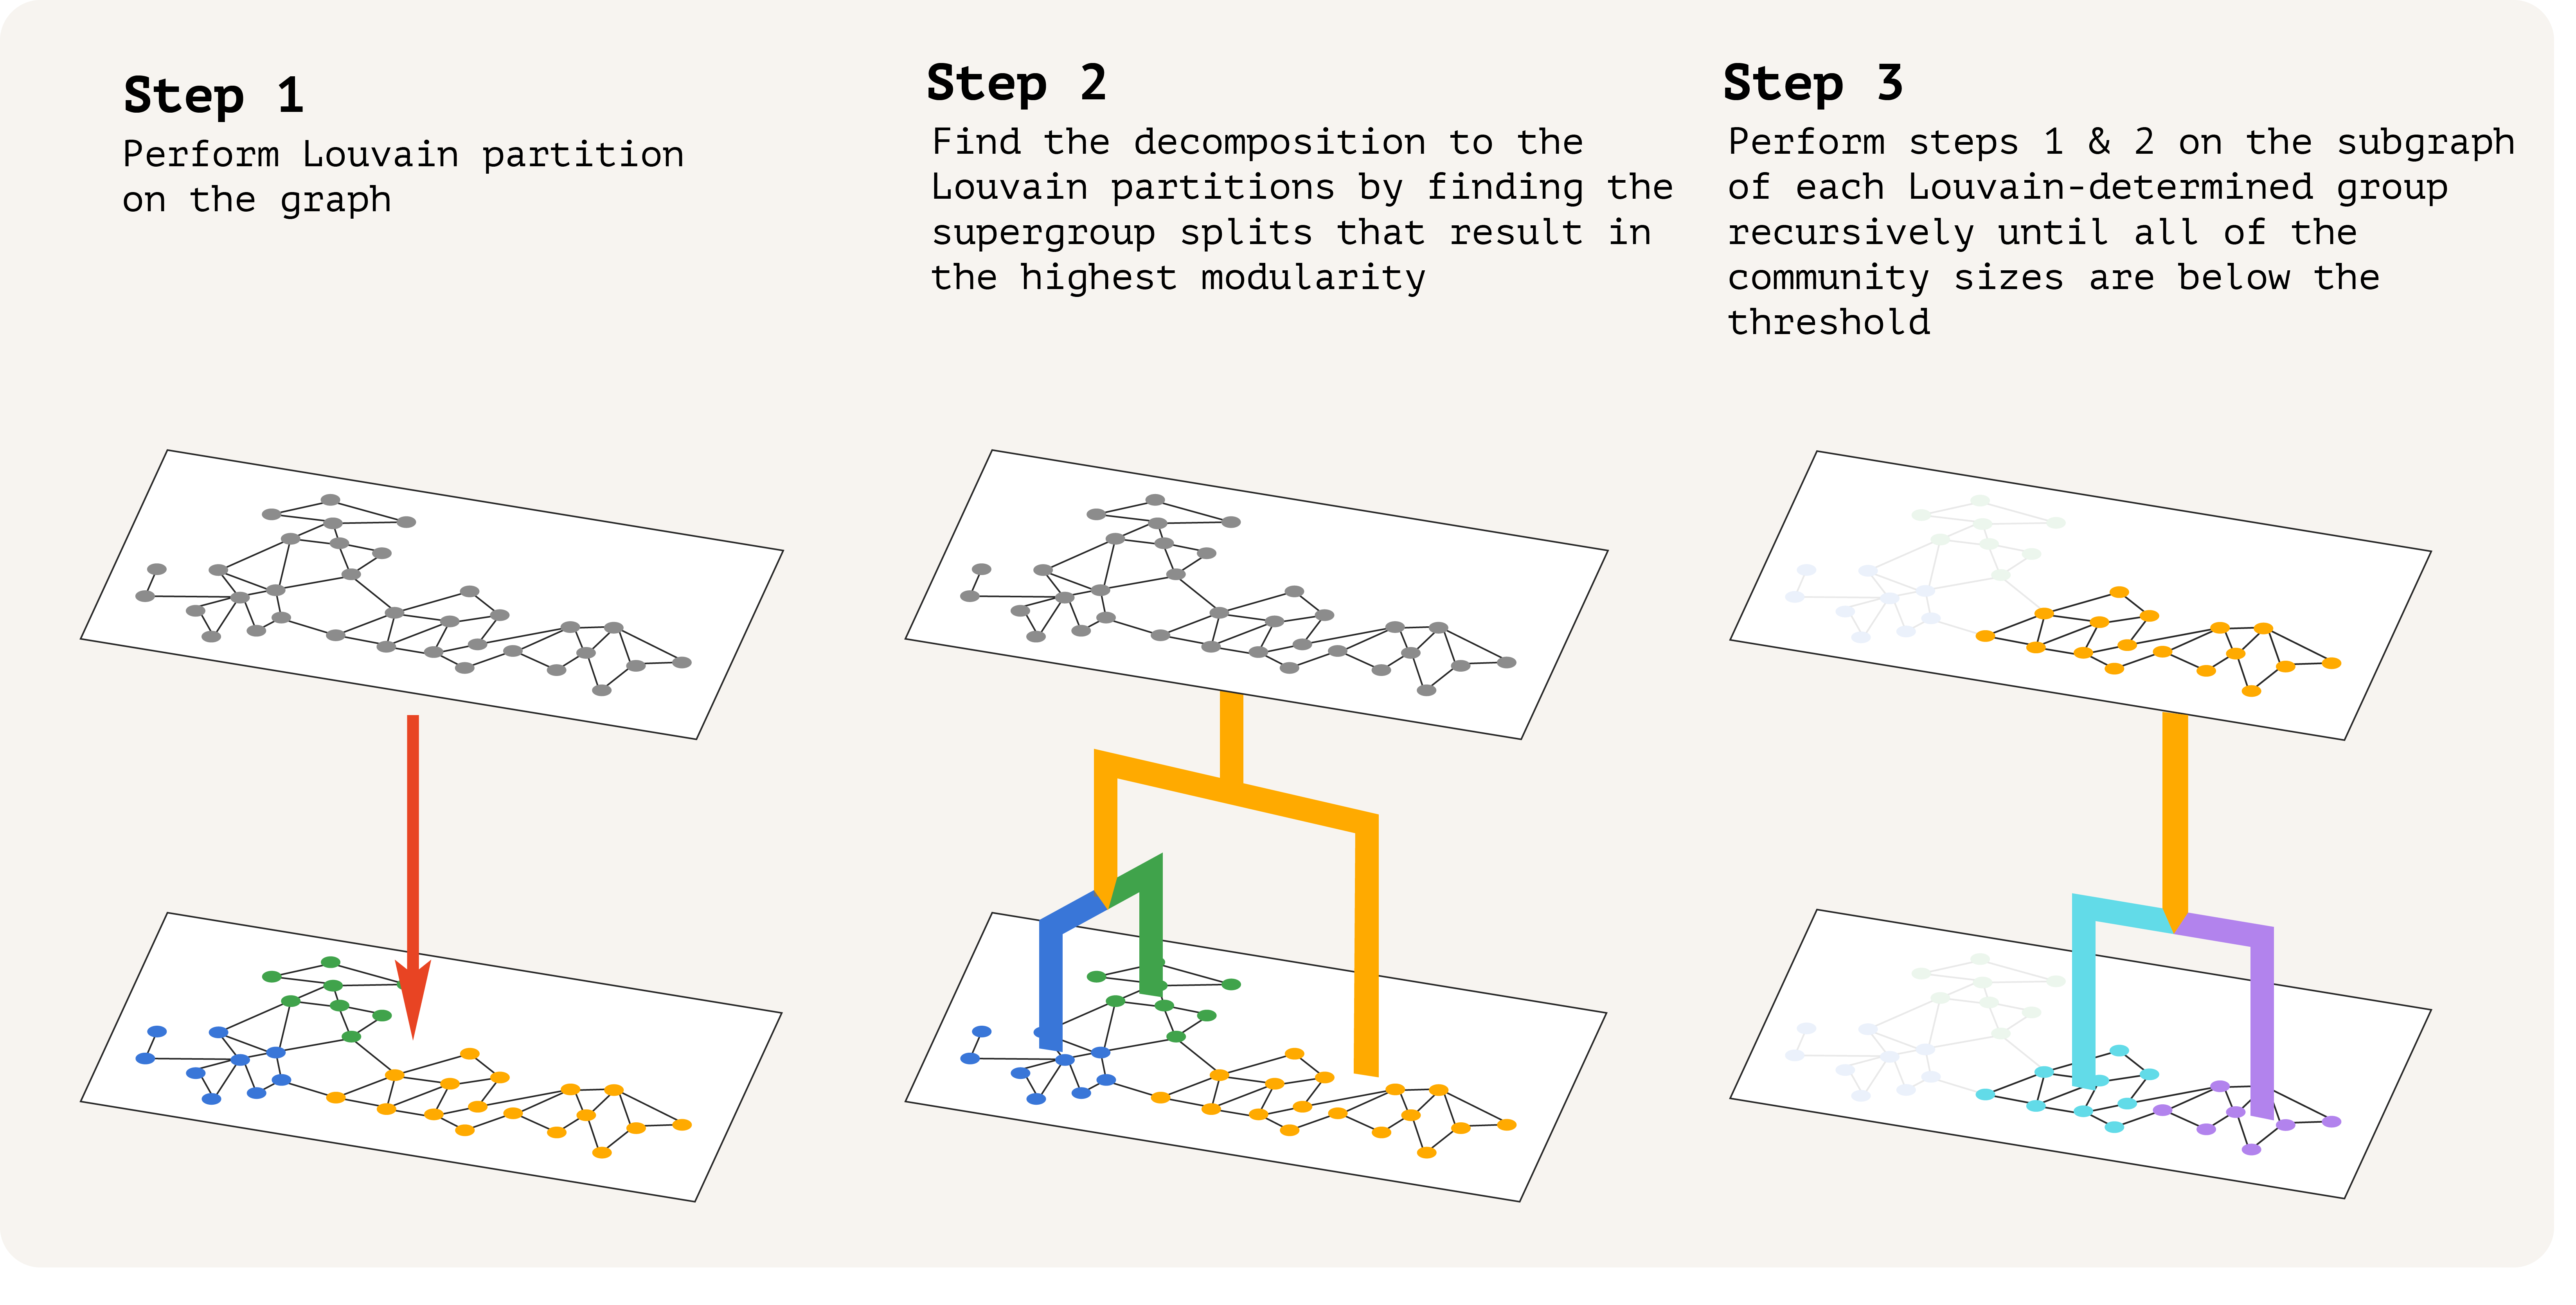 Step 1
Perform Louvain partition
on the graph
Step 2
Find the decomposition to the
Louvain partitions by finding the
supergroup splits that result in
the highest modularity
Step 3
Perform steps 1 & 2 on the subgraph
of each Louvain-determined group
recursively until all of the
community sizes are below the
threshold